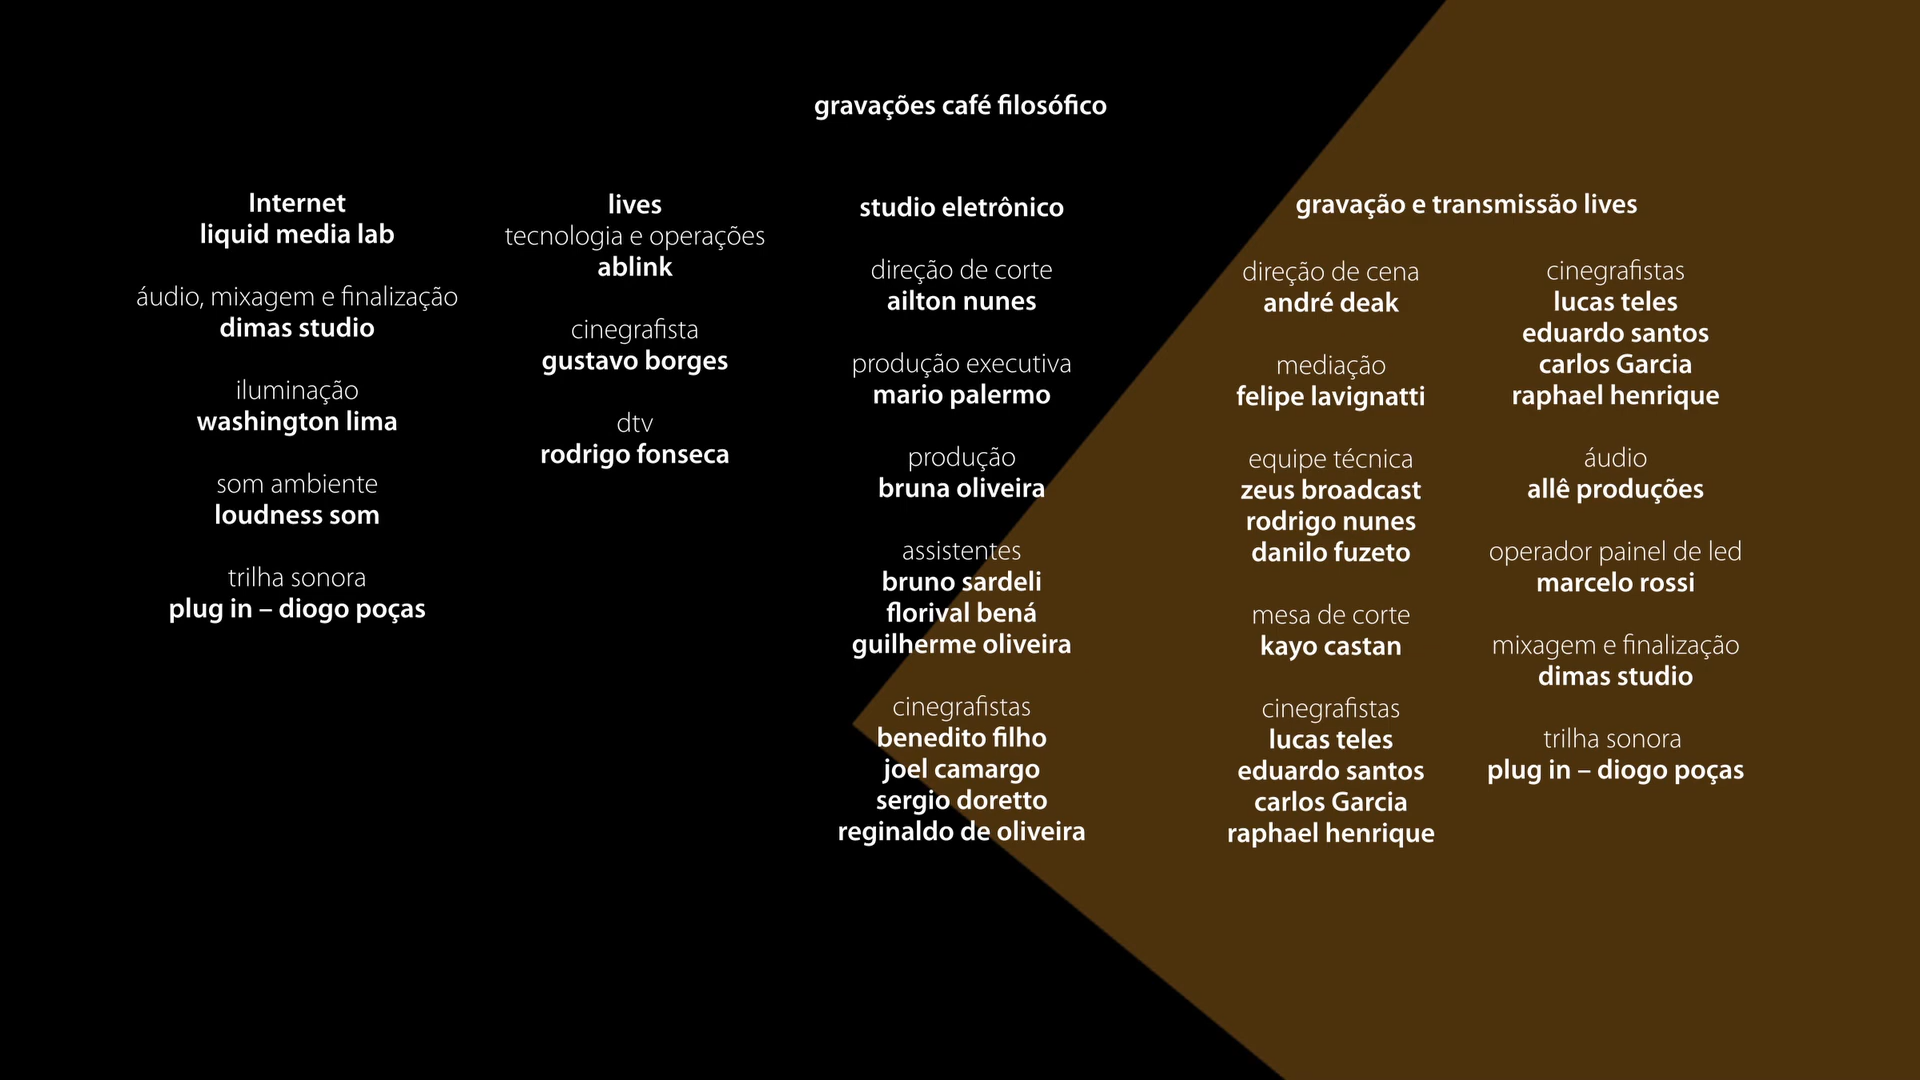 gravações café filosófico
Internet
liquid media lab
áudio, mixagem e finalização
dimas studio
iluminação
washington lima
som ambiente
loudness som
trilha sonora
plug in – diogo poças
lives
tecnologia e operações
ablink
cinegrafista
gustavo borges
dtv
rodrigo fonseca
studio eletrônico
direção de corte
ailton nunes
produção executiva
mario palermo
produção
bruna oliveira
assistentes
bruno sardeli
florival bená
guilherme oliveira
cinegrafistas
benedito filho
joel camargo
sergio doretto
reginaldo de oliveira
gravação e transmissão lives
direção de cena
andré deak
mediação
felipe lavignatti
equipe técnica
zeus broadcast
rodrigo nunes
danilo fuzeto
mesa de corte
kayo castan
cinegrafistas
lucas teles
eduardo santos
carlos Garcia
raphael henrique
cinegrafistas
lucas teles
eduardo santos
carlos Garcia
raphael henrique
áudio
allê produções
operador painel de led
marcelo rossi
mixagem e finalização
dimas studio
trilha sonora
plug in – diogo poças